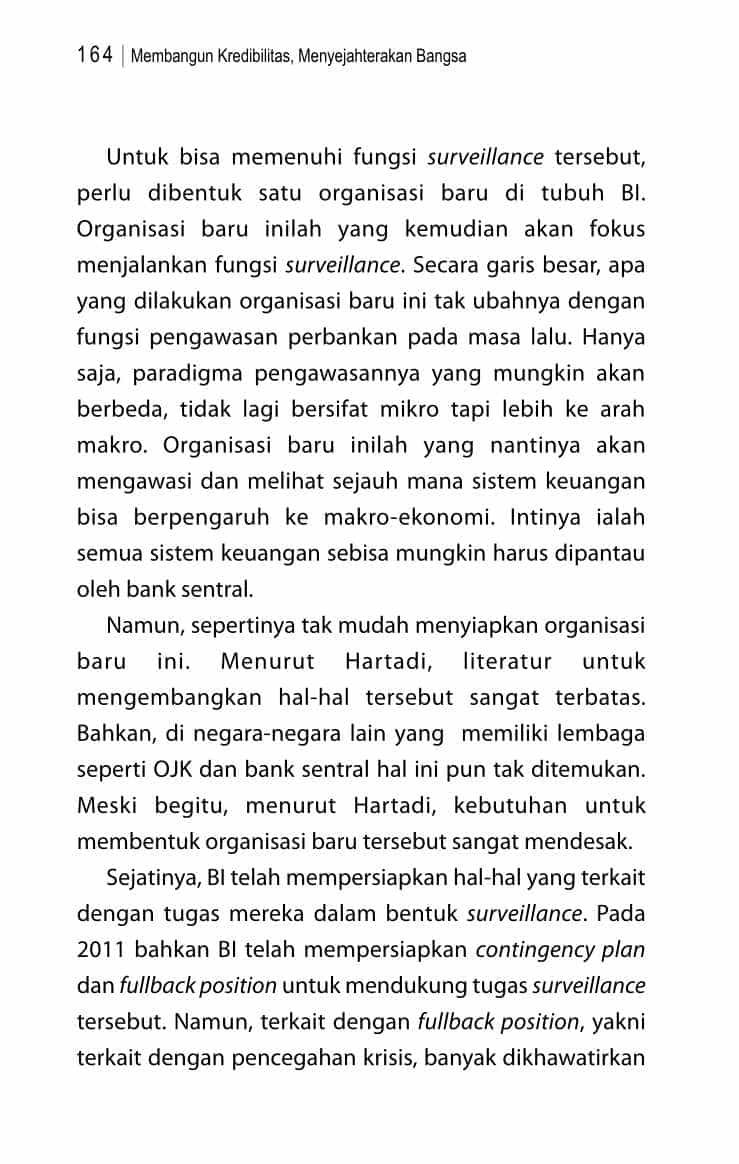 164 | Membangun Kredibilitas, Menyejahterakan Bangsa
Untuk bisa memenuhi fungsi surveillance tersebut,
perlu dibentuk satu organisasi baru di tubuh BI.
Organisasi baru inilah yang kemudian akan fokus
menjalankan fungsi surveillance. Secara garis besar, apa
yang dilakukan organisasi baru ini tak ubahnya dengan
fungsi pengawasan perbankan pada masa lalu. Hanya
saja, paradigma pengawasannya yang mungkin akan
berbeda, tidak lagi bersifat mikro tapi lebih ke arah
makro. Organisasi baru inilah yang nantinya akan
mengawasi dan melihat sejauh mana sistem keuangan
bisa berpengaruh ke makro-ekonomi. Intinya ialah
semua sistem keuangan sebisa mungkin harus dipantau
oleh bank sentral.
Namun, sepertinya tak mudah menyiapkan organisasi
baru ini. Menurut Hartadi, literatur untuk
mengembangkan hal-hal tersebut sangat terbatas.
Bahkan, di negara-negara lain yang memiliki lembaga
seperti OJK dan bank sentral hal ini pun tak ditemukan.
Meski begitu, menurut Hartadi, kebutuhan untuk
membentuk organisasi baru tersebut sangat mendesak.
Sejatinya, BI telah mempersiapkan hal-hal yang terkait
dengan tugas mereka dalam bentuk surveillance. Pada
2011 bahkan BI telah mempersiapkan contingency plan
dan fullback position untuk mendukung tugas surveillance
tersebut. Namun, terkait dengan fullback position, yakni
terkait dengan pencegahan krisis, banyak dikhawatirkan